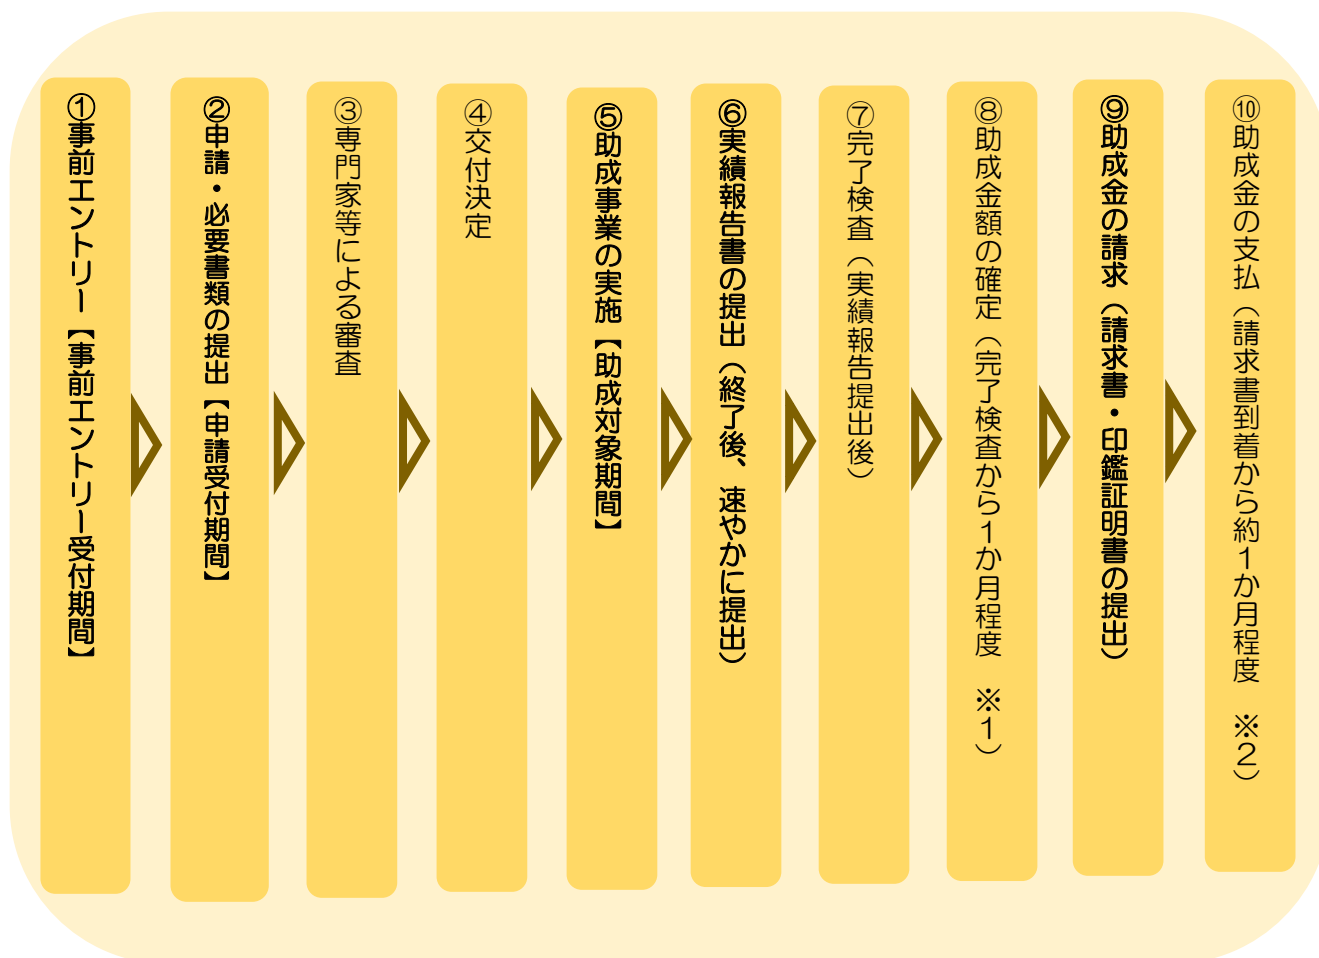 ①事前エントリー【事前エントリー受付期間】
②申請・必要書類の提出【申請受付期間】
③専門家等による審査
④交付決定
⑤助成事業の実施【助成対象期間】
⑥実績報告書の提出（終了後、速やかに提出）
⑦完了検査（実績報告提出後）
⑧助成金額の確定（完了検査から１か月程度　※１）
⑨助成金の請求（請求書・印鑑証明書の提出）
⑩助成金の支払（請求書到着から約１か月程度　※２）